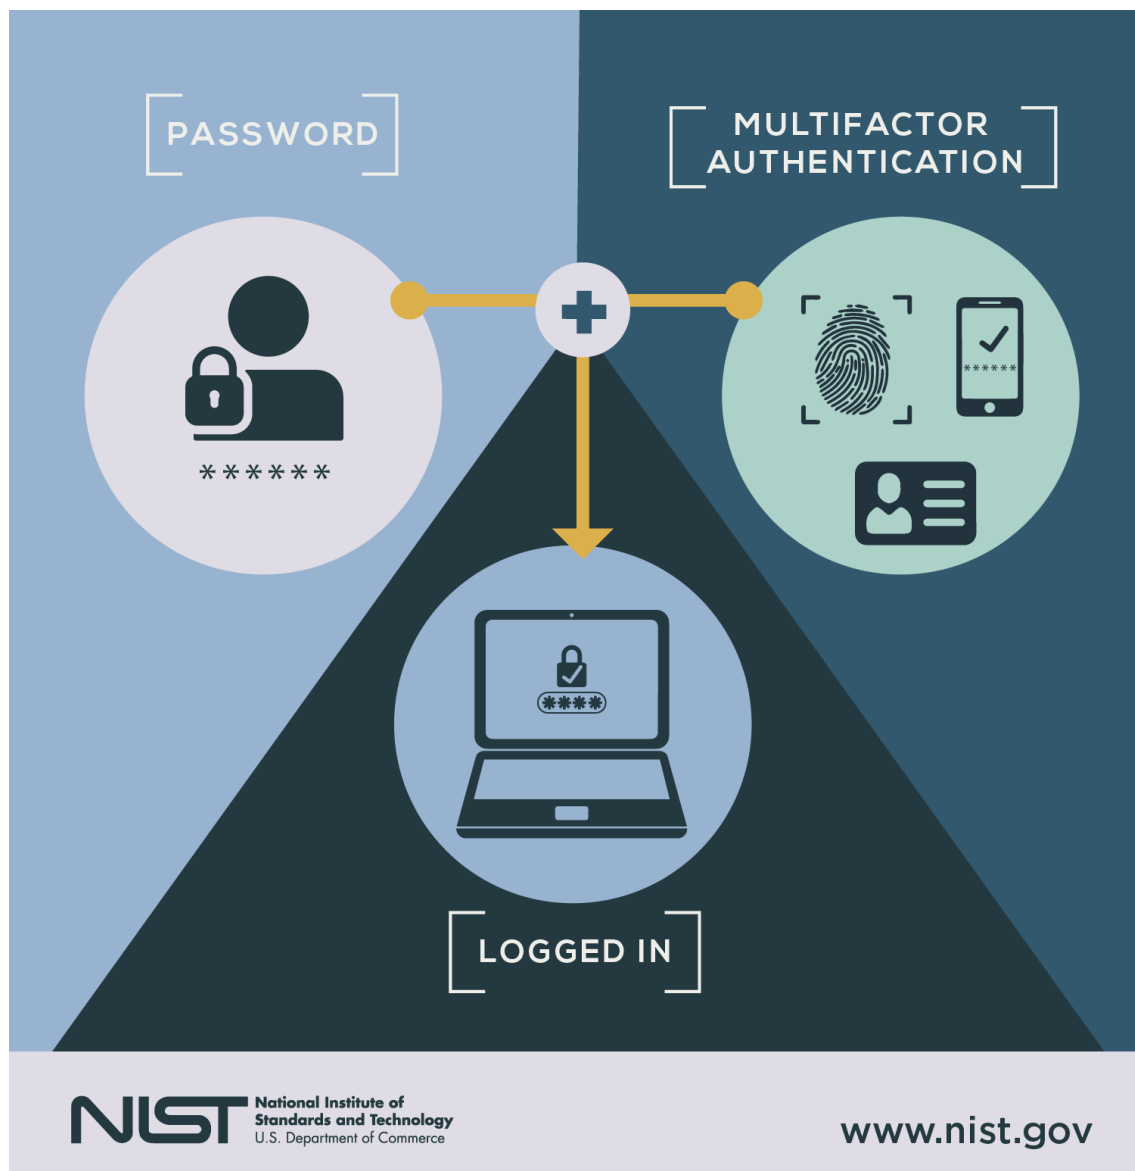 PASSWORD
MULTIFACTOR
AUTHENTICATION
******
******
****
LOGGED IN
NIST
National Institute of
Standards and Technology
U.S. Department of Commerce
www.nist.gov